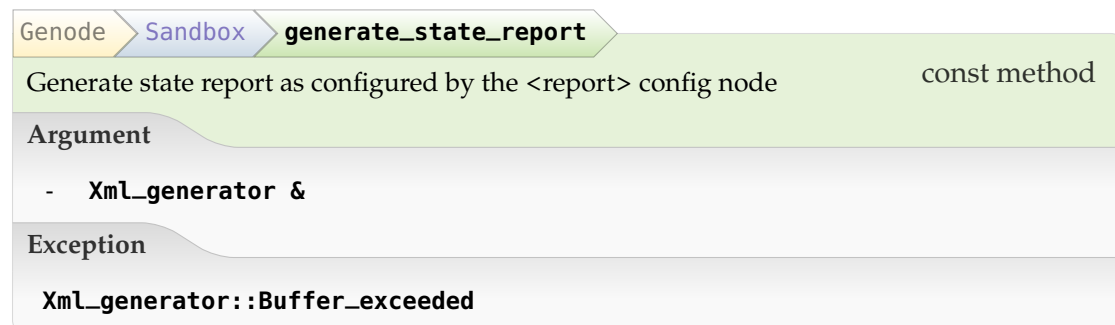 Genode Sandbox generate_state_report
Generate state report as configured by the <report> config node const method
Argument
- Xml_generator &
Exception
Xml_generator::Buffer_exceeded